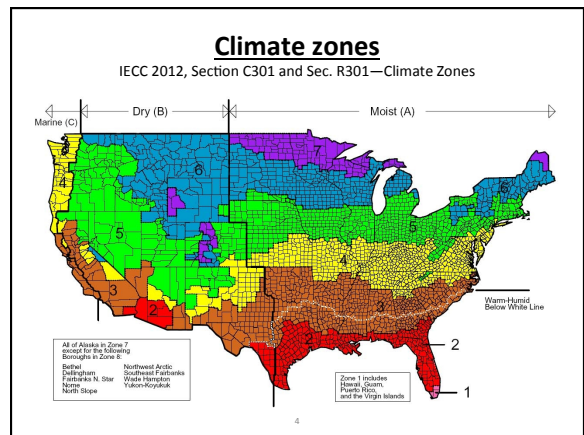 Climate zones
IECC 2012, Section C301 and Sec. R301—Climate Zones
Marine (C)
Dry (B)
Moist (A)
7
6
6
4
5
5
4
3
3
2
2
Warm-Humid
Below White Line
2
1
All of Alaska in Zone 7
except for the following
Boroughs in Zone 8:
Bethel Northwest Arctic
Dellingham Southeast Fairbanks
Fairbanks N. Star Wade Hampton
Nome Yukon-Koyukuk
North Slope
Zone 1 includes
Hawaii, Guam,
Puerto Rico,
and the Virgin Islands
4